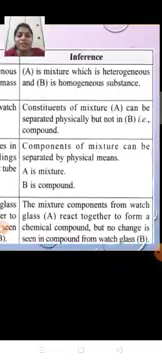 Inference
enous
mass
(A) is mixture which is heterogeneous
and (B) is homogeneous substance.
watch
Constituents of mixture (A) can be
separated physically but not in (B) i.e.,
compound.
es in
lings
tube
Components of mixture can be
separated by physical means.
A is mixture.
B is compound.
glass
er to
seen
B).
The mixture components from watch
glass (A) react together to form a
chemical compound, but no change is
seen in compound from watch glass (B).